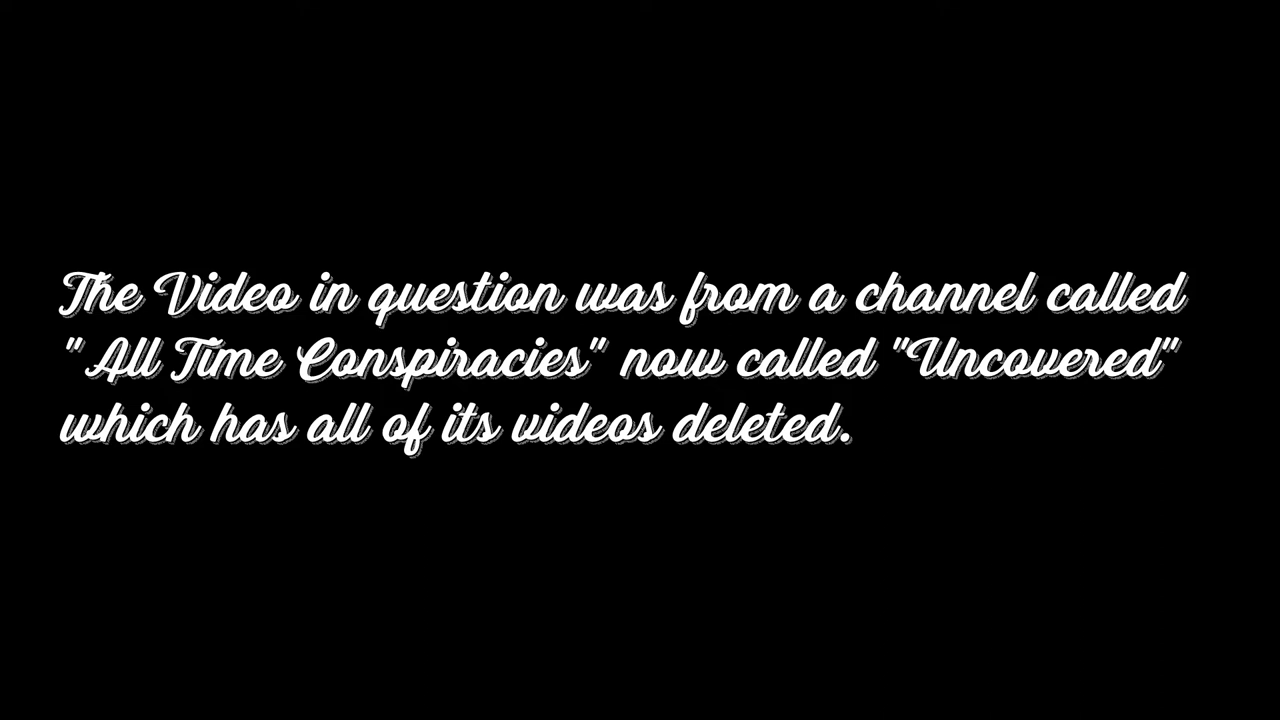 The Video in question was from a channel called
"All Time Conspiracies" now called "Uncovered"
which has all of its videos deleted.